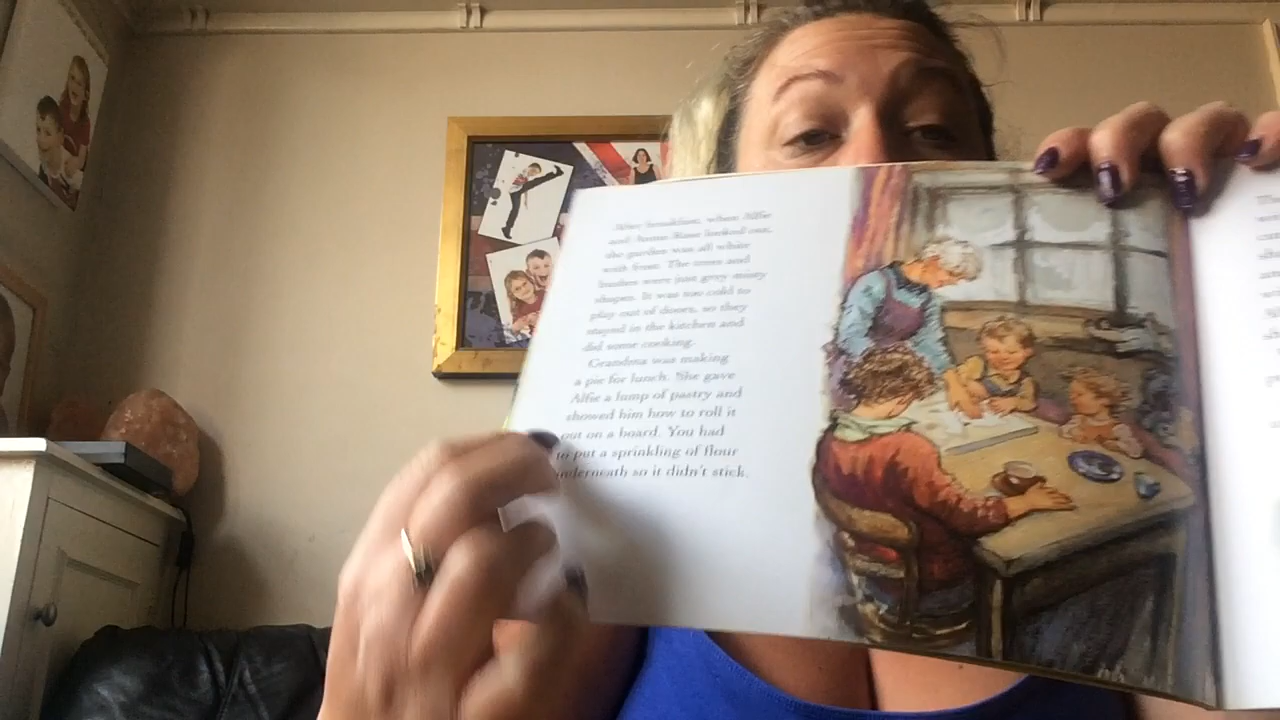 After breakfast, when Alfie
and Annie Rose looked out,
the garden was all white
with frost. The trees and
bushes were just grey misty
shapes. It was too cold to
play out of doors, so they
stayed in the kitchen and
did some cooking.
Grandma was making
a pie for lunch. She gave
Alfie a lump of pastry and
showed him how to roll it
out on a board. You had
to put a sprinkling of flour
underneath so it didn't stick.